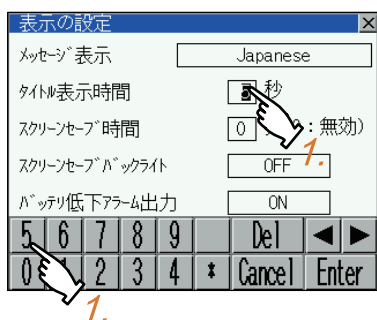 表示の設定 ×
メッセージ表示 Japanese
タイトル表示時間 秒
スクリーンセーブ時間 0 : 無効)
スクリーンセーブバックライト OFF
1.
バッテリ低下アラーム出力 ON
5 6 7 8 9 Del ◀ ▶
0 2 3 4 * Cancel Enter
1.